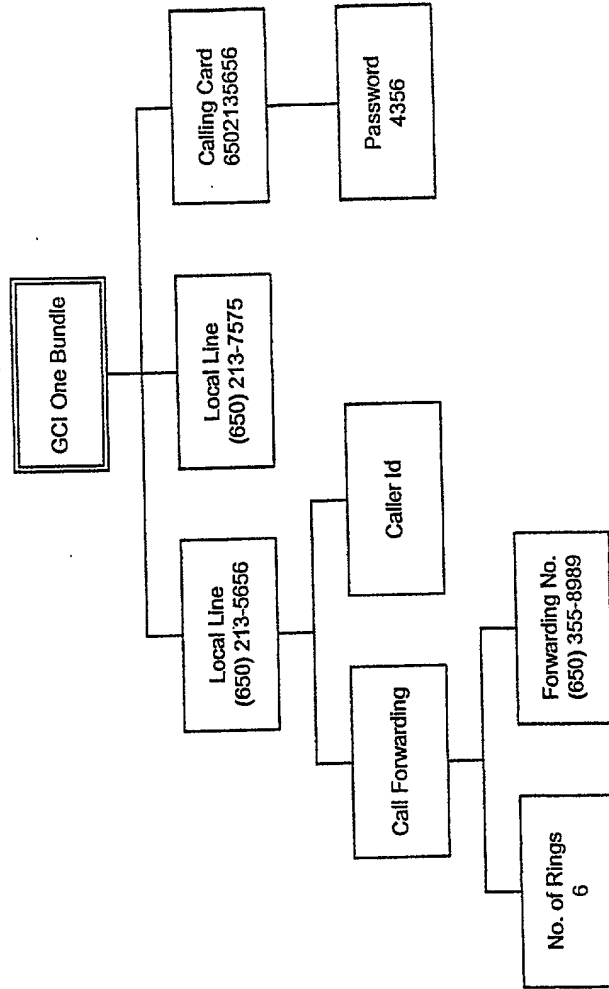 GCI One Bundle
Local Line
(650) 213-5656
Local Line
(650) 213-7575
Calling Card
6502135656
Call Forwarding
Caller Id
Password
4356
No. of Rings
6
Forwarding No.
(650) 355-8989